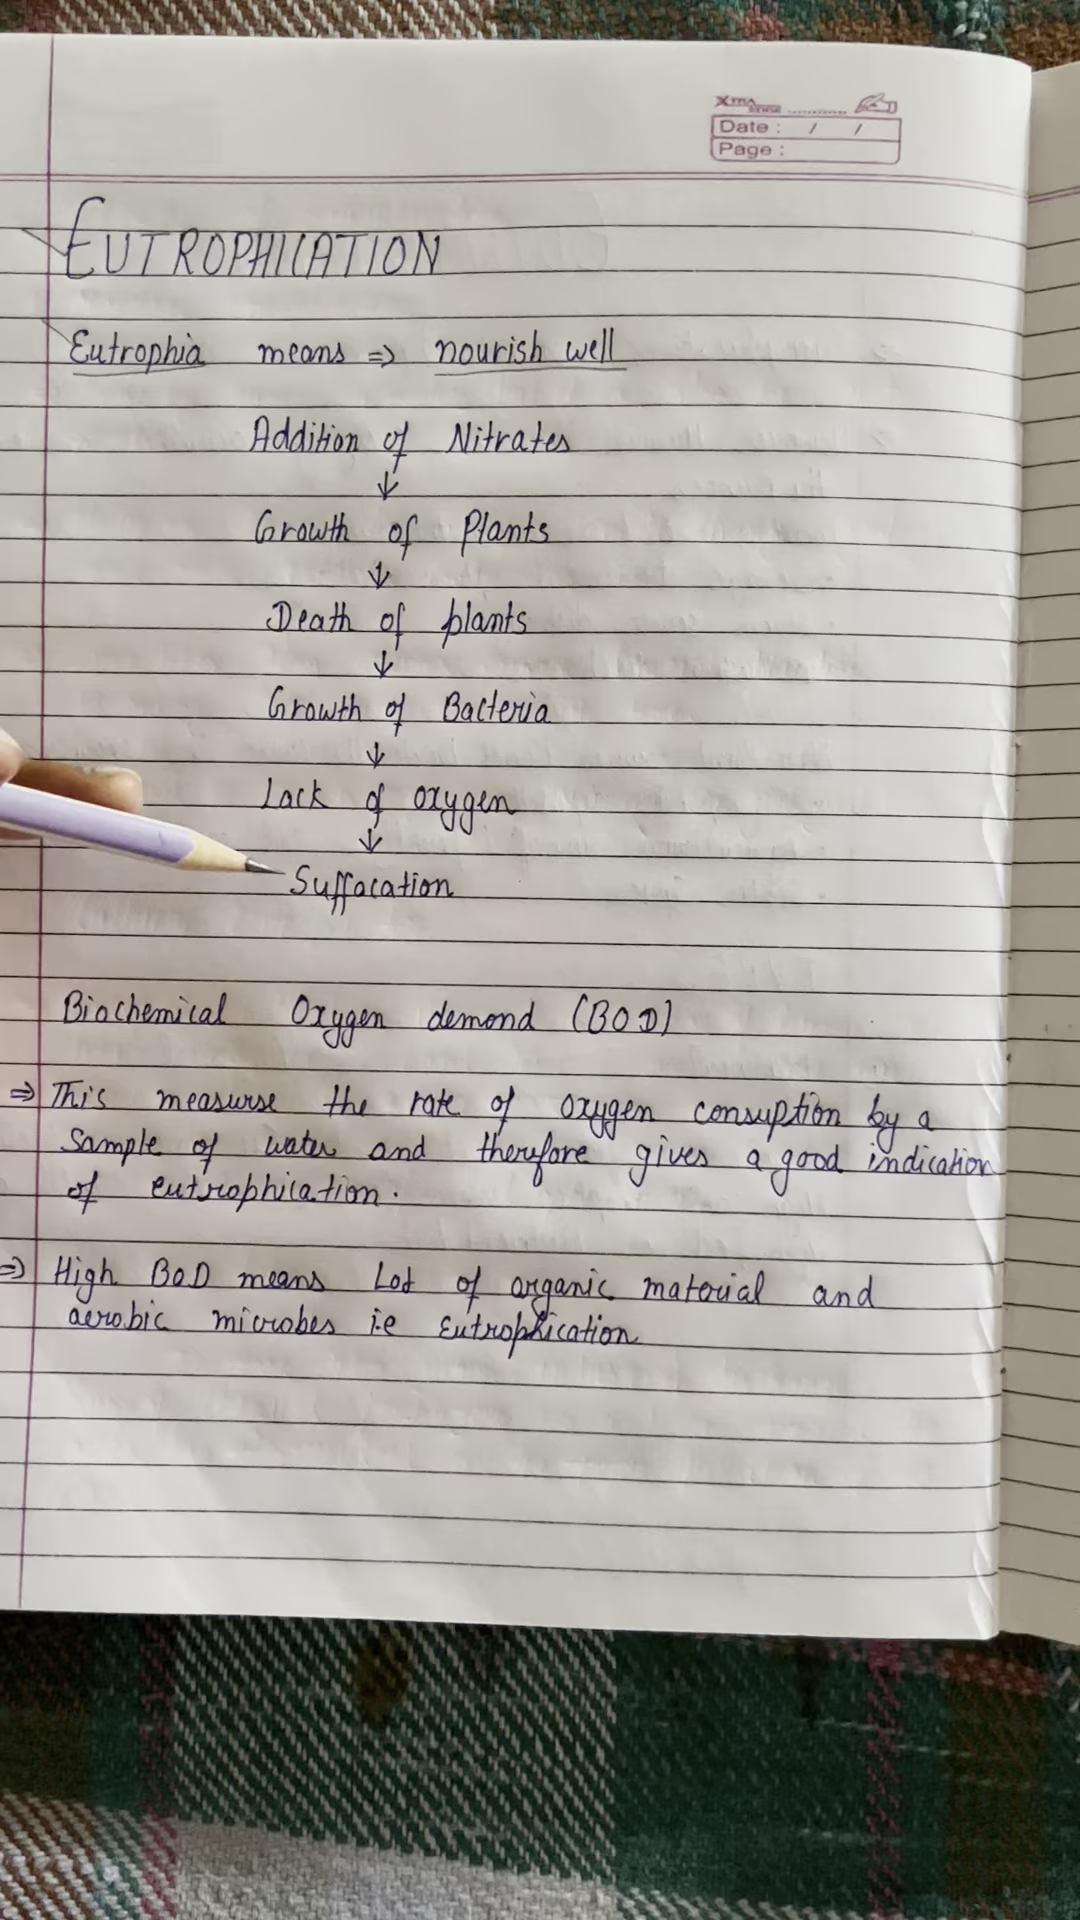 XTRA
Date : / /
Page :
EUTROPHICATION
Eutrophia means => nourish well
Addition of Nitrates
↓
Growth of Plants
↓
Death of plants
↓
Growth of Bacteria
↓
Lack of oxygen
↓
Suffacation
Biochemical Oxygen demond (BOD)
=> This measurse the rate of oxygen consuption by a
Sample of water and therefore gives a good indication
of eutrophication.
=> High BOD means Lot of organic material and
aerobic microbes i.e Eutrophication